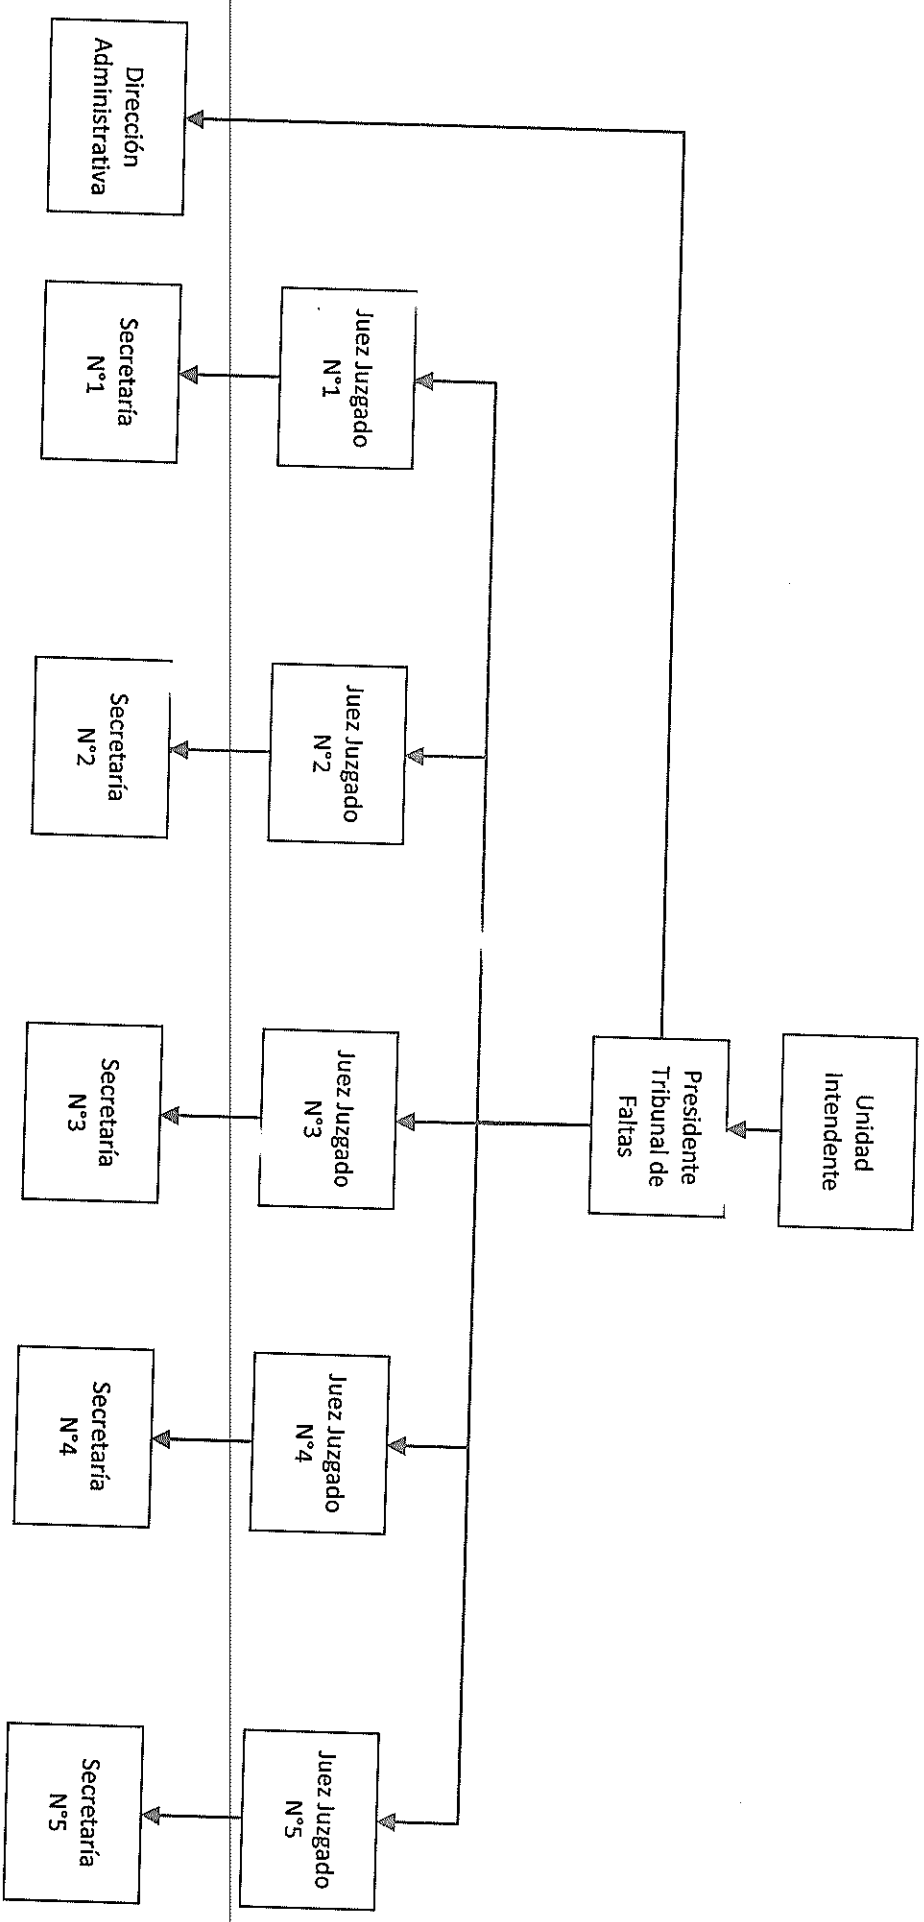 Unidad
Intendente
Presidente
Tribunal de
Faltas
Juez Juzgado
N°1
Juez Juzgado
N°2
Juez Juzgado
N°3
Juez Juzgado
N°4
Juez Juzgado
N°5
Dirección
Administrativa
Secretaría
N°1
Secretaría
N°2
Secretaría
N°3
Secretaría
N°4
Secretaría
N°5